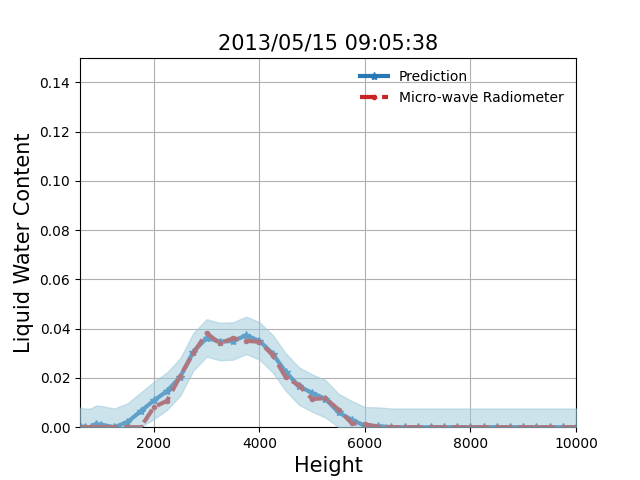 2013/05/15 09:05:38
Prediction
Micro-wave Radiometer
Liquid Water Content
0.14
0.12
0.10
0.08
0.06
0.04
0.02
0.00
2000 4000 6000 8000 10000
Height